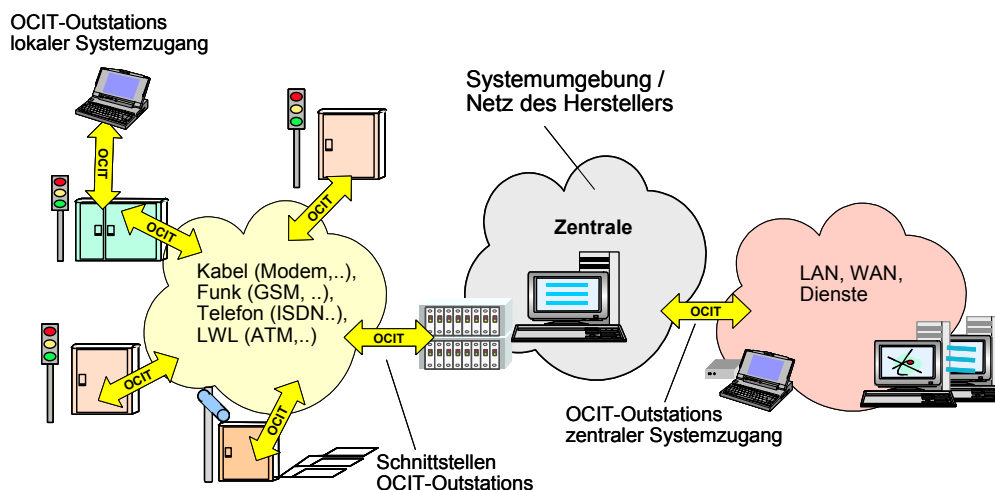 OCIT-Outstations
lokaler Systemzugang
Systemumgebung /
Netz des Herstellers
OCIT
OCIT
OCIT
Zentrale
Kabel (Modem,..),
Funk (GSM, ..),
Telefon (ISDN..),
LWL (ATM,..)
LAN, WAN,
Dienste
OCIT
OCIT
OCIT
OCIT
OCIT-Outstations
zentraler Systemzugang
Schnittstellen
OCIT-Outstations